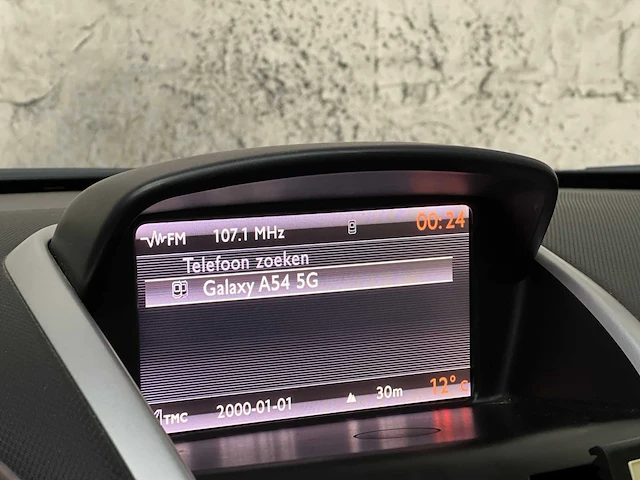 FM 107.1 MHz 00:24
Telefoon zoeken
Galaxy A54 5G
TMC 2000-01-01 30m 12° C